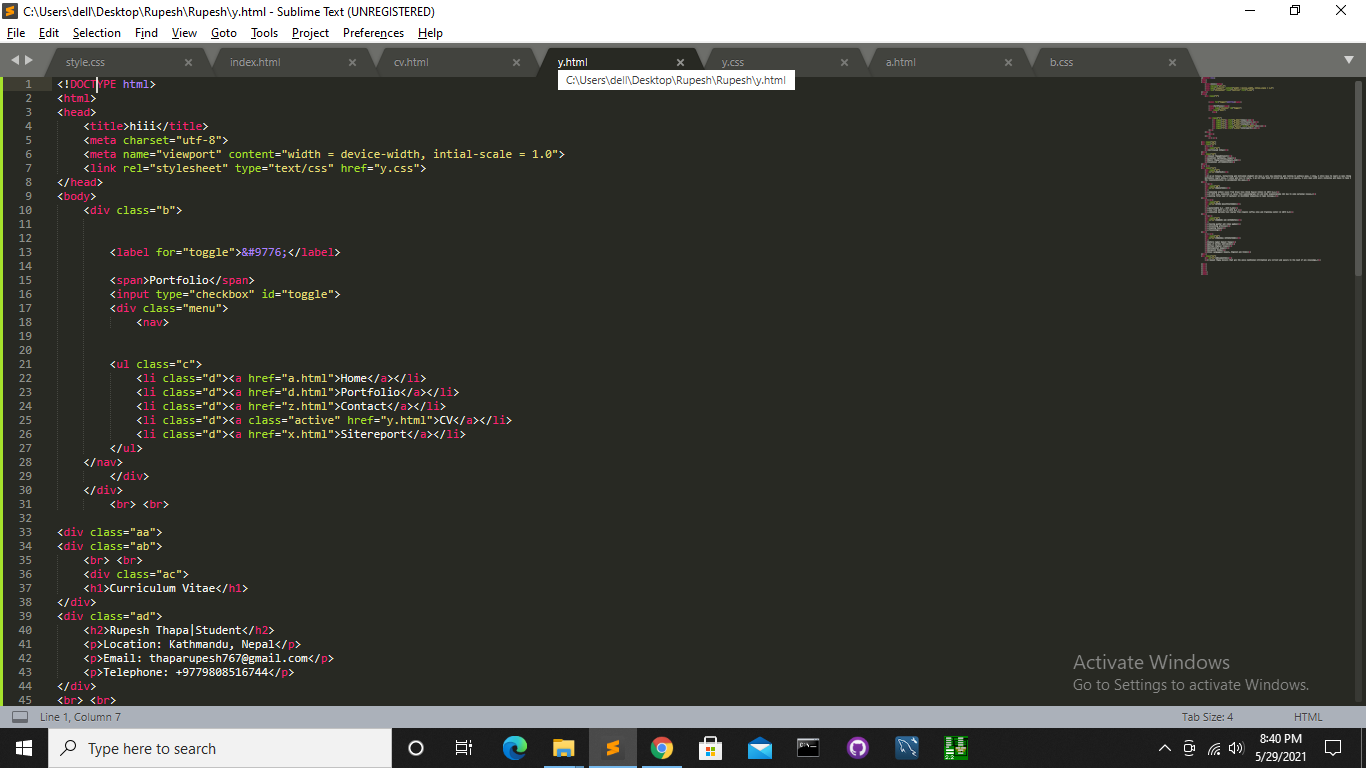 C:\Users\dell\Desktop\Rupesh\Rupesh\y.html - Sublime Text (UNREGISTERED)
File Edit Selection Find View Goto Tools Project Preferences Help
style.css index.html cv.html y.html y.css a.html b.css
C:\Users\dell\Desktop\Rupesh\Rupesh\y.html
1 <!DOCTYPE html>
2 <html>
3 <head>
4 <title>hiii</title>
5 <meta charset="utf-8">
6 <meta name="viewport" content="width = device-width, intial-scale = 1.0">
7 <link rel="stylesheet" type="text/css" href="y.css">
8 </head>
9 <body>
10 <div class="b">
11
12
13 <label for="toggle">&#9776;</label>
14
15 <span>Portfolio</span>
16 <input type="checkbox" id="toggle">
17 <div class="menu">
18 <nav>
19
20
21 <ul class="c">
22 <li class="d"><a href="a.html">Home</a></li>
23 <li class="d"><a href="d.html">Portfolio</a></li>
24 <li class="d"><a href="z.html">Contact</a></li>
25 <li class="d"><a class="active" href="y.html">CV</a></li>
26 <li class="d"><a href="x.html">Sitereport</a></li>
27 </ul>
28 </nav>
29 </div>
30 </div>
31 <br> <br>
32
33 <div class="aa">
34 <div class="ab">
35 <br> <br>
36 <div class="ac">
37 <h1>Curriculum Vitae</h1>
38 </div>
39 <div class="ad">
40 <h2>Rupesh Thapa|Student</h2>
41 <p>Location: Kathmandu, Nepal</p>
42 <p>Email: thaparupesh767@gmail.com</p>
43 <p>Telephone: +9779808516744</p>
44 </div>
45 <br> <br>
Activate Windows
Go to Settings to activate Windows.
Line 1, Column 7 Tab Size: 4 HTML
Type here to search
8:40 PM
5/29/2021